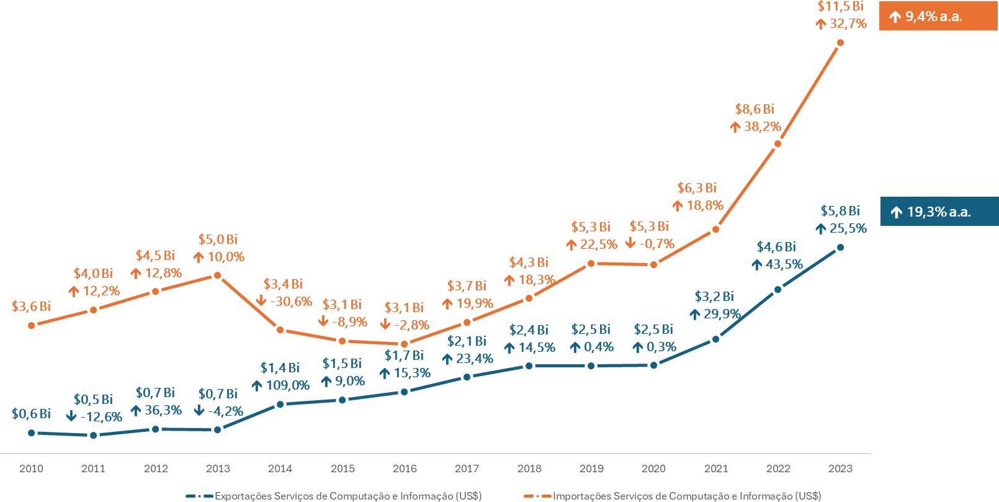 $11,5 Bi
↑ 32,7%
↑ 9,4% a.a.
$8,6 Bi
↑ 38,2%
$6,3 Bi
↑ 18,8%
$5,3 Bi
↑ 22,5%
$5,3 Bi
↓ -0,7%
$4,3 Bi
↑ 18,3%
$3,7 Bi
↑ 19,9%
$3,1 Bi
↓ -2,8%
$3,1 Bi
↓ -8,9%
$3,4 Bi
↓ -30,6%
$5,0 Bi
↑ 10,0%
$4,5 Bi
↑ 12,8%
$4,0 Bi
↑ 12,2%
$3,6 Bi
↑ 19,3% a.a.
$5,8 Bi
↑ 25,5%
$4,6 Bi
↑ 43,5%
$3,2 Bi
↑ 29,9%
$2,5 Bi
↑ 0,3%
$2,5 Bi
↑ 0,4%
$2,4 Bi
↑ 14,5%
$2,1 Bi
↑ 23,4%
$1,7 Bi
↑ 15,3%
$1,5 Bi
↑ 9,0%
$1,4 Bi
↑ 109,0%
$0,7 Bi
↓ -4,2%
$0,7 Bi
↑ 36,3%
$0,5 Bi
↓ -12,6%
$0,6 Bi
2010 2011 2012 2013 2014 2015 2016 2017 2018 2019 2020 2021 2022 2023
Exportações Serviços de Computação e Informação (US$) Importações Serviços de Computação e Informação (US$)